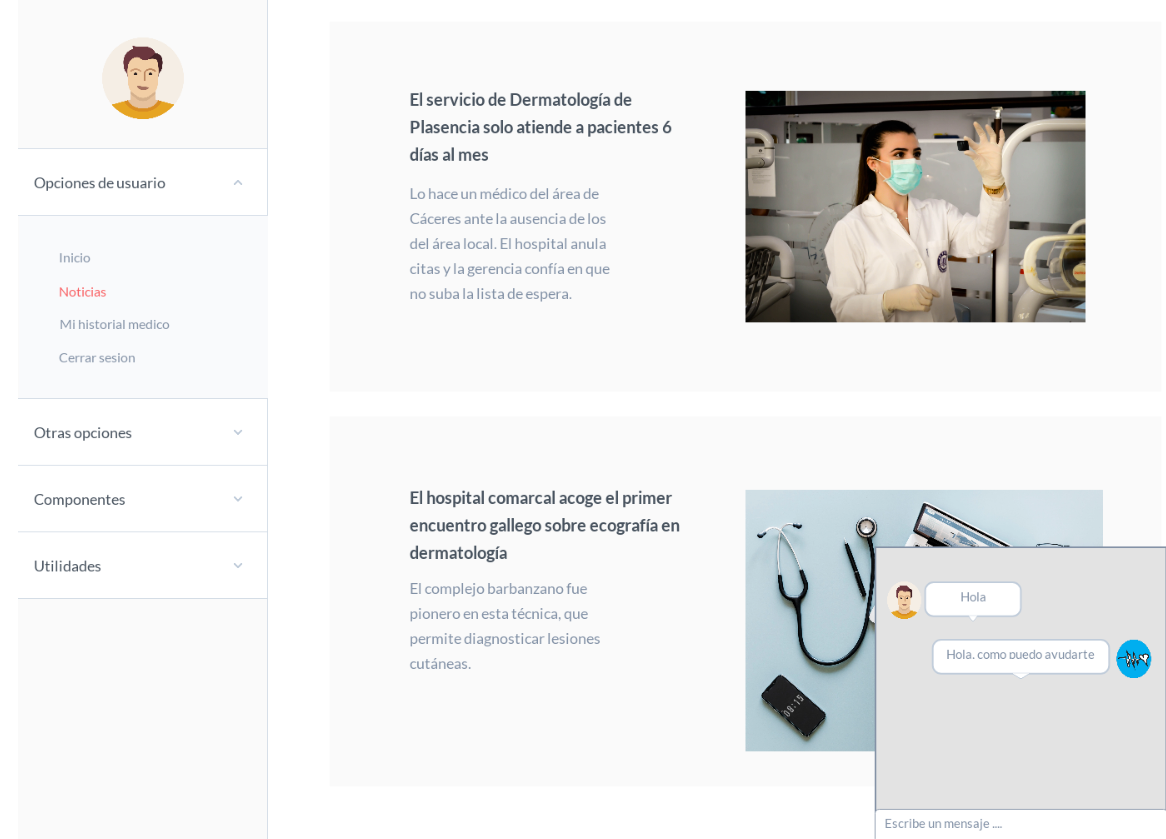 Opciones de usuario
Inicio
Noticias
Mi historial medico
Cerrar sesion
Otras opciones
Componentes
Utilidades
El servicio de Dermatología de
Plasencia solo atiende a pacientes 6
días al mes
Lo hace un médico del área de
Cáceres ante la ausencia de los
del área local. El hospital anula
citas y la gerencia confía en que
no suba la lista de espera.
El hospital comarcal acoge el primer
encuentro gallego sobre ecografía en
dermatología
El complejo barbanzano fue
pionero en esta técnica, que
permite diagnosticar lesiones
cutáneas.
08:15
Hola
Hola, como puedo ayudarte
Escribe un mensaje ....